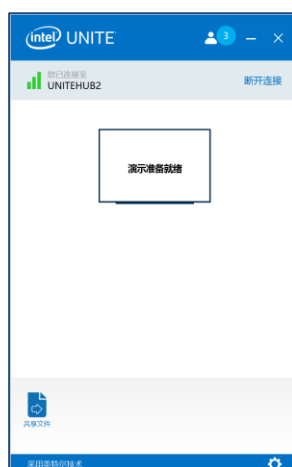 intel UNITE
3
您已连接至
UNITEHUB2
断开连接
演示准备就绪
共享文件
采用英特尔技术